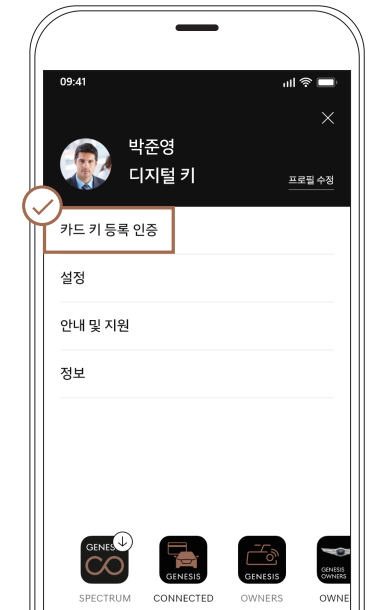 09:41
박준영
디지털 키
프로필 수정
카드 키 등록 인증
설정
안내 및 지원
정보
GENESIS
GENESIS
GENESIS
GENESIS
OWNERS
SPECTRUM
CONNECTED
OWNERS
OWNE